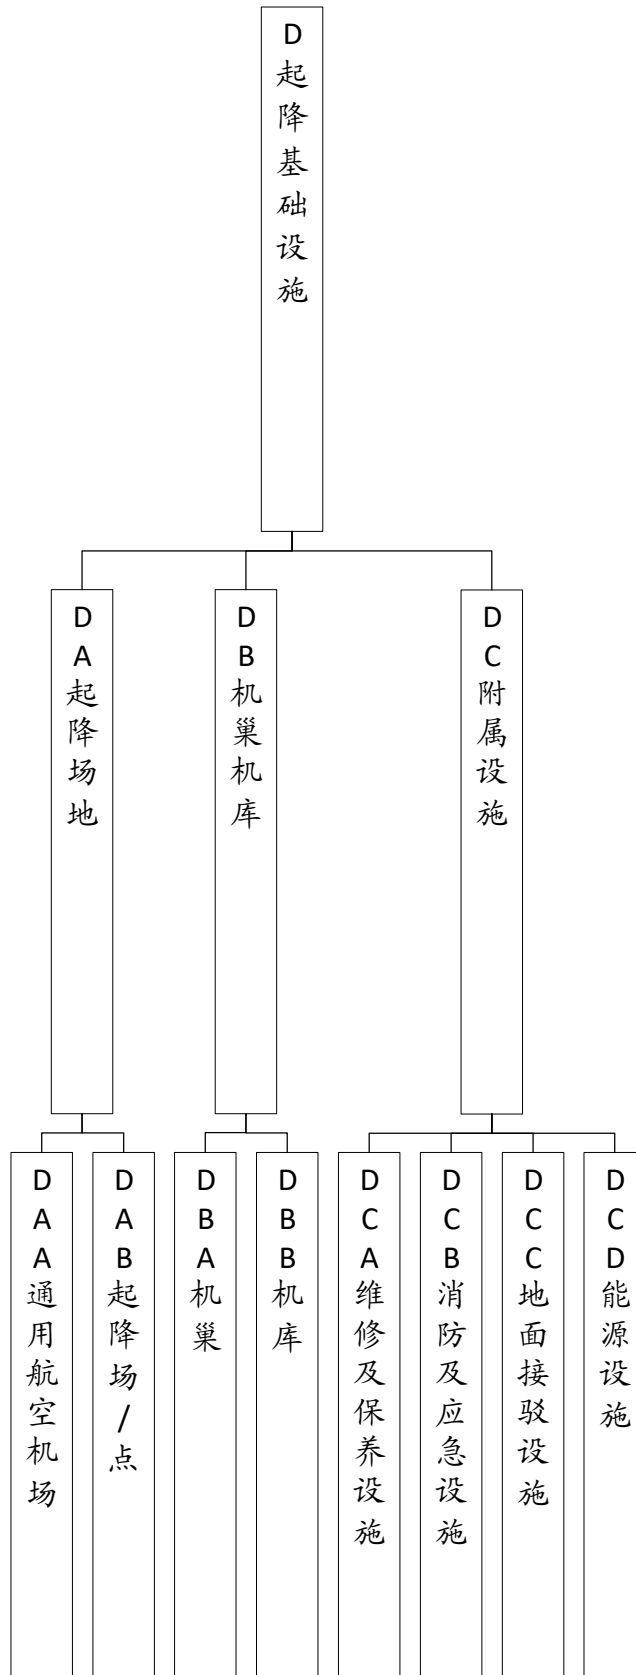 D起降基础设施
DA起降场地
DB机巢机库
DC附属设施
DAA通用航空机场
DAB起降场/点
DBA机巢
DBB机库
DCA维修及保养设施
DCB消防及应急设施
DCC地面接驳设施
DCD能源设施